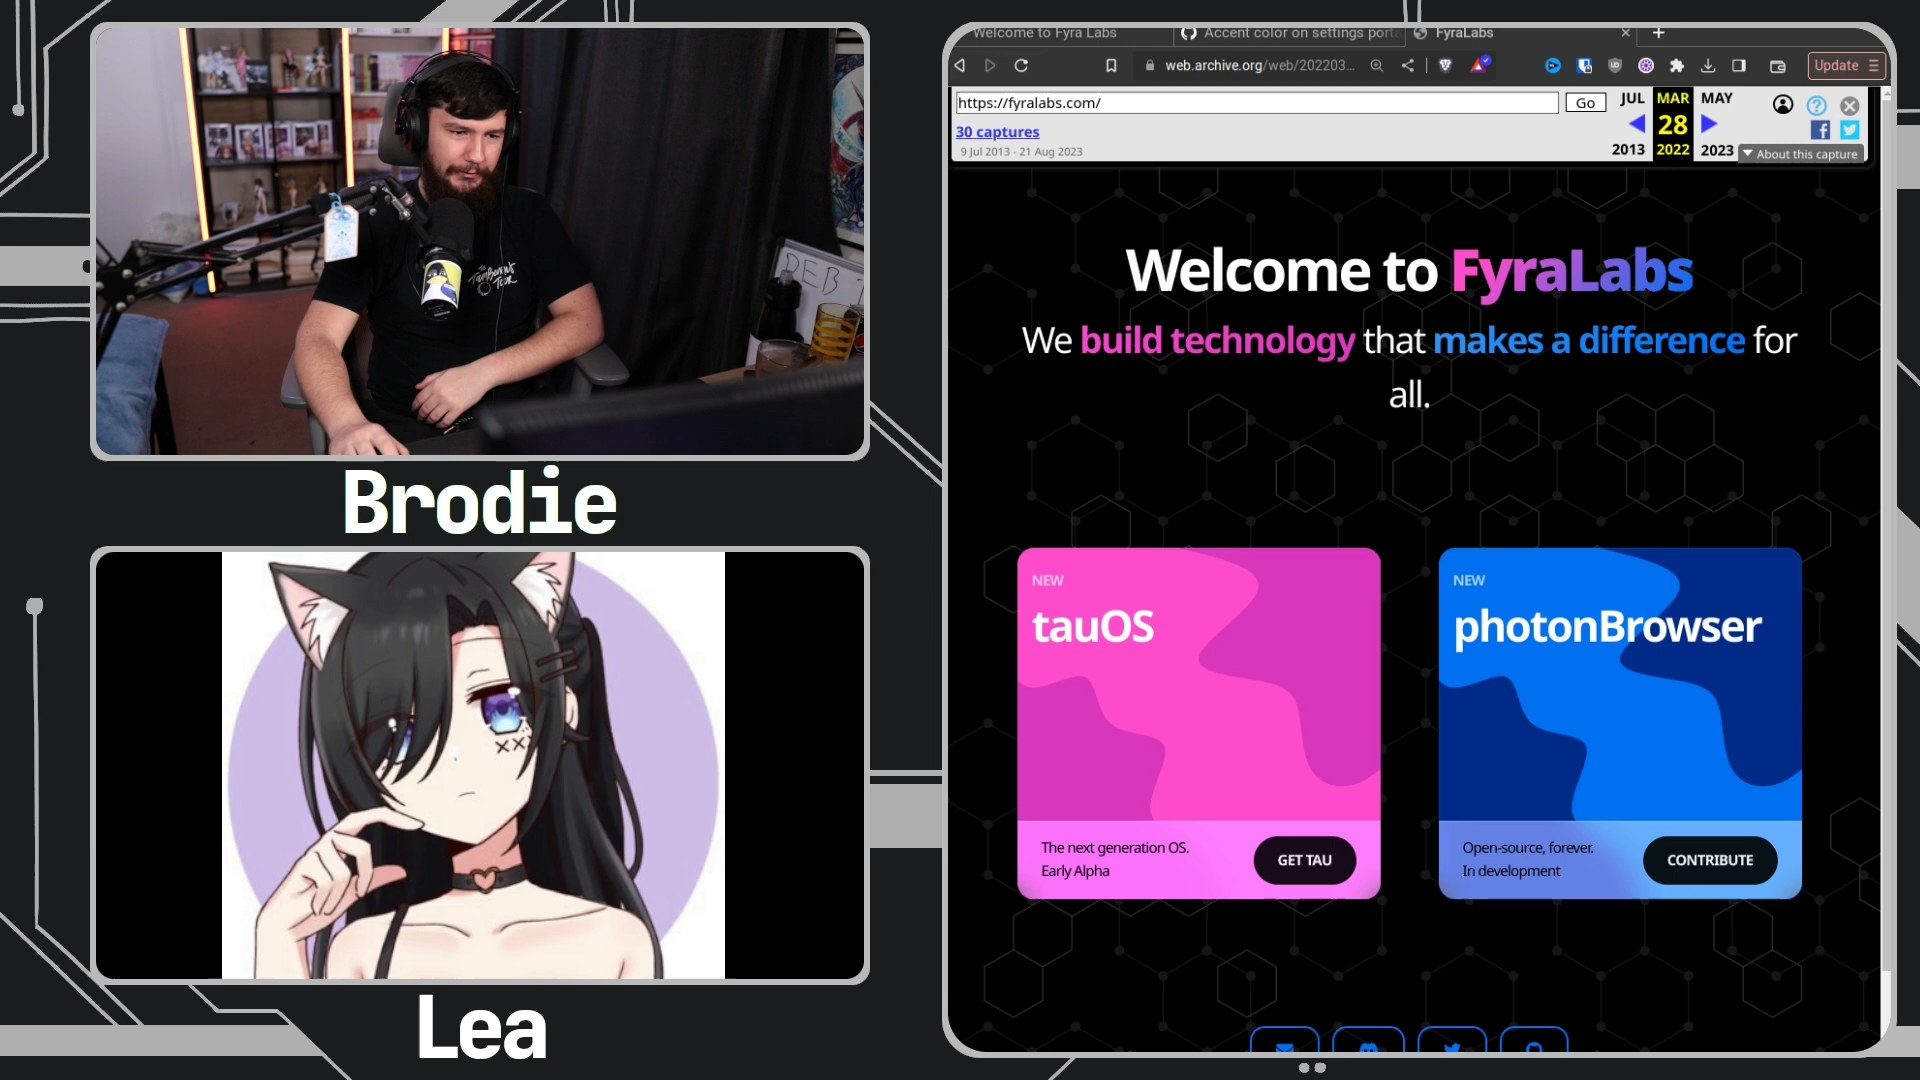 Welcome to Fyra Labs
Accent color on settings port
FyraLabs
web.archive.org/web/202203...
Update
https://fyralabs.com/
Go
JUL
MAR
MAY
30 captures
28
9 Jul 2013 - 21 Aug 2023
2013
2022
2023
About this capture
Welcome to FyraLabs
We build technology that makes a difference for
all.
NEW
tauOS
The next generation OS.
Early Alpha
GET TAU
NEW
photonBrowser
Open-source, forever.
In development
CONTRIBUTE
DEB
Brodie
Lea